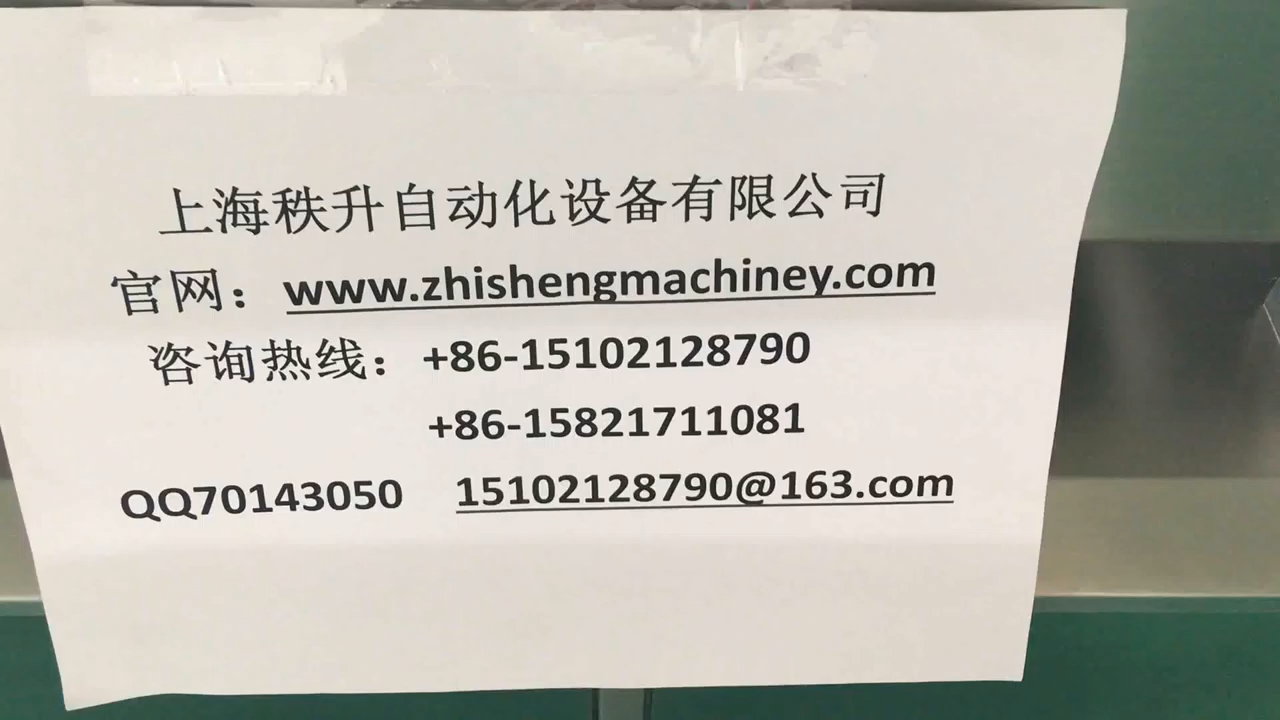 上海秩升自动化设备有限公司
官网：www.zhishengmachiney.com
咨询热线：+86-15102128790
+86-15821711081
QQ70143050 15102128790@163.com